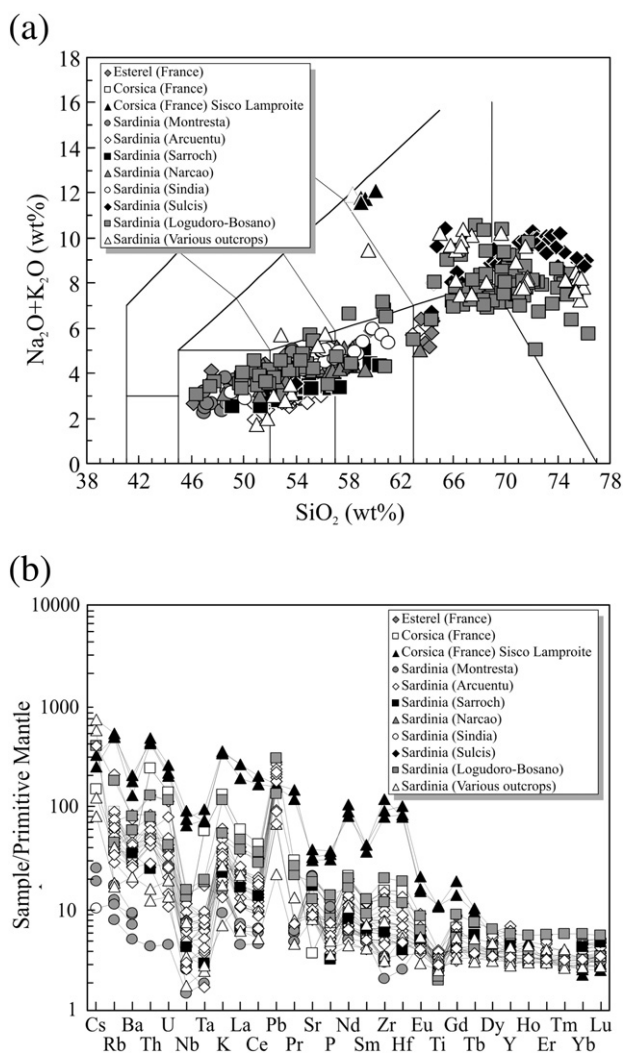 (a)
18
16
14
12
10
8
6
4
2
0
Na2O+K2O (wt%)
Esterel (France)
Corsica (France)
Corsica (France) Sisco Lamproite
Sardinia (Montresta)
Sardinia (Arcuentu)
Sardinia (Sarroch)
Sardinia (Narcao)
Sardinia (Sindia)
Sardinia (Sulcis)
Sardinia (Logudoro-Bosano)
Sardinia (Various outcrops)
38 42 46 50 54 58 62 66 70 74 78
SiO2 (wt%)
(b)
10000
1000
100
10
1
Sample/Primitive Mantle
Esterel (France)
Corsica (France)
Corsica (France) Sisco Lamproite
Sardinia (Montresta)
Sardinia (Arcuentu)
Sardinia (Sarroch)
Sardinia (Narcao)
Sardinia (Sindia)
Sardinia (Sulcis)
Sardinia (Logudoro-Bosano)
Sardinia (Various outcrops)
Cs Ba U Ta La Pb Sr Nd Zr Eu Gd Dy Ho Tm Lu
Rb Th Nb K Ce Pr P Sm Hf Ti Tb Y Er Yb